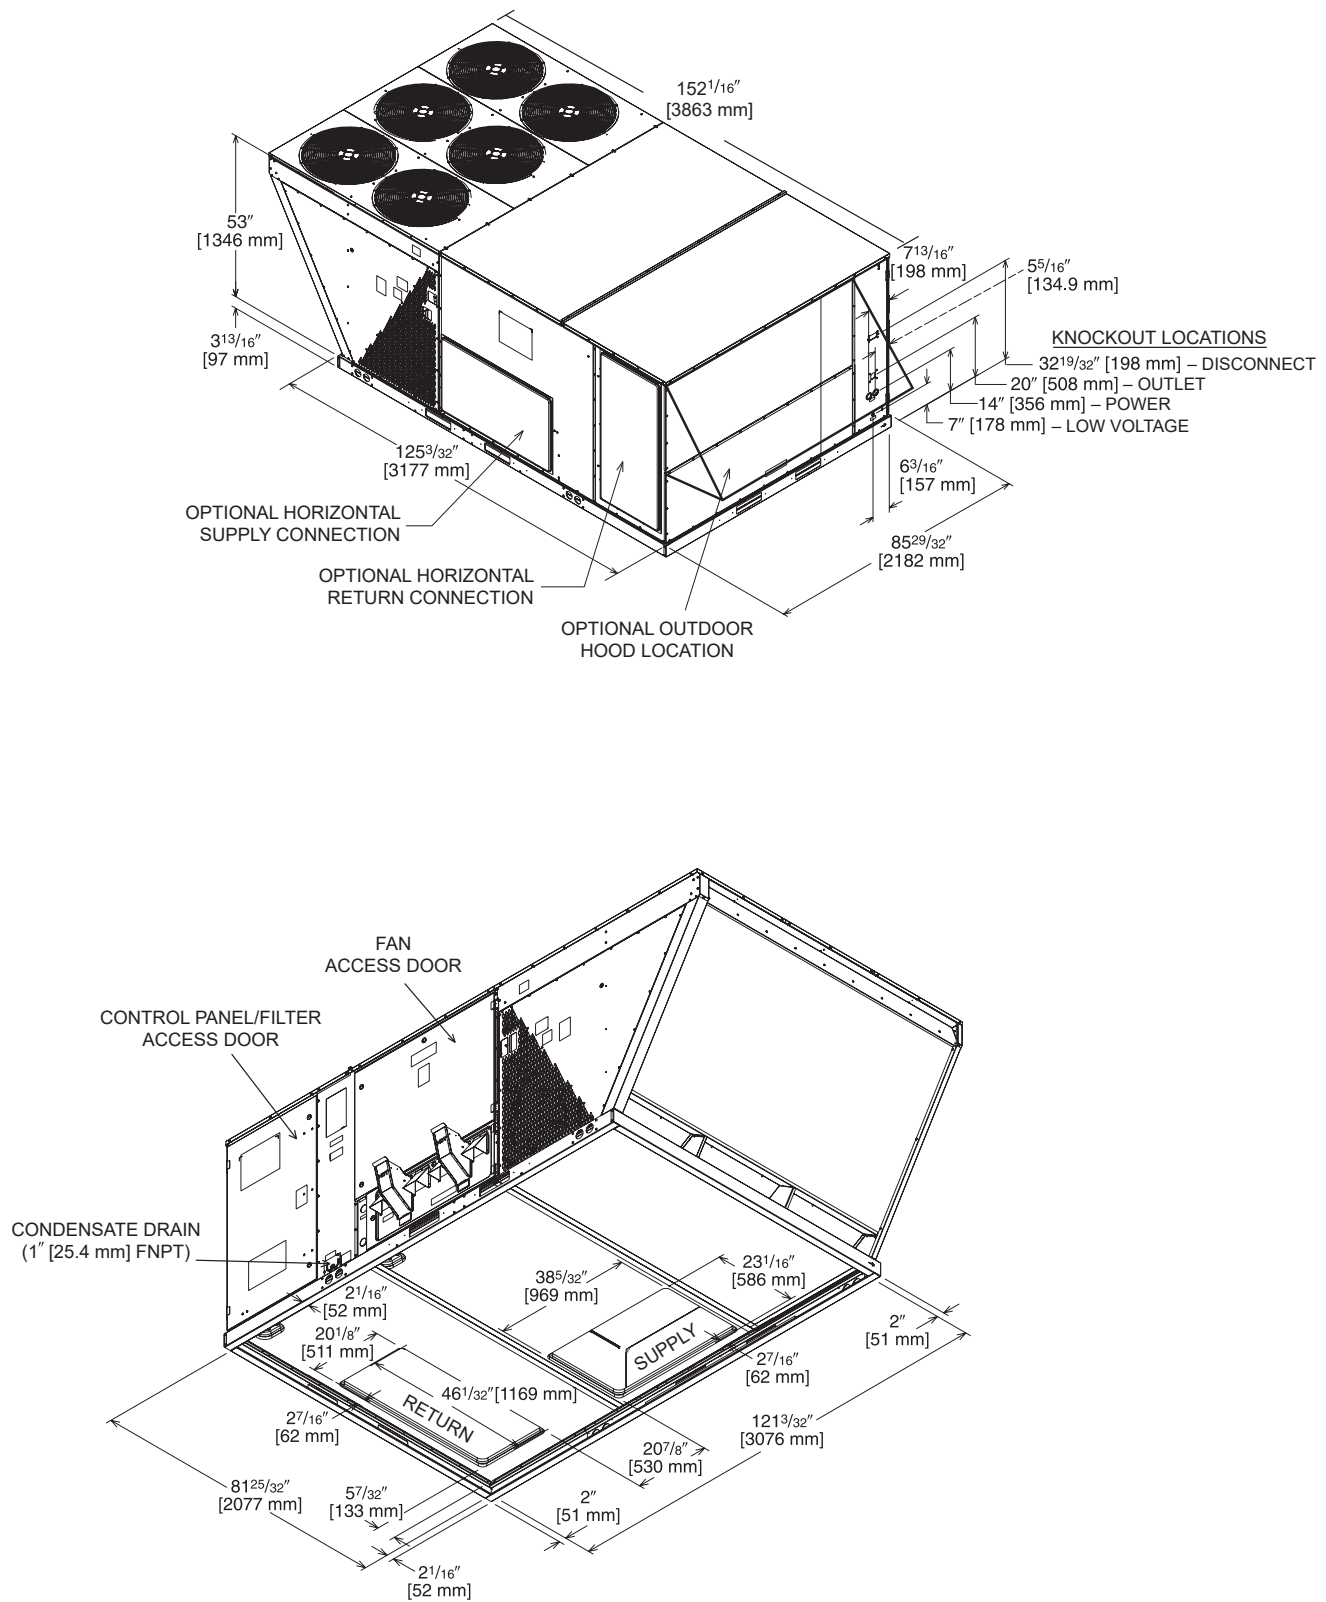 152 1/16″
[3863 mm]
53″
[1346 mm]
7 13/16″
[198 mm]
5 5/16″
[134.9 mm]
KNOCKOUT LOCATIONS
32 19/32″ [198 mm] – DISCONNECT
20″ [508 mm] – OUTLET
14″ [356 mm] – POWER
7″ [178 mm] – LOW VOLTAGE
3 13/16″
[97 mm]
125 3/32″
[3177 mm]
6 3/16″
[157 mm]
85 29/32″
[2182 mm]
OPTIONAL HORIZONTAL
SUPPLY CONNECTION
OPTIONAL HORIZONTAL
RETURN CONNECTION
OPTIONAL OUTDOOR
HOOD LOCATION
FAN
ACCESS DOOR
CONTROL PANEL/FILTER
ACCESS DOOR
CONDENSATE DRAIN
(1″ [25.4 mm] FNPT)
2 1/16″
[52 mm]
38 5/32″
[969 mm]
23 1/16″
[586 mm]
20 1/8″
[511 mm]
SUPPLY
2″
[51 mm]
2 7/16″
[62 mm]
46 1/32″[1169 mm]
RETURN
2 7/16″
[62 mm]
121 3/32″
[3076 mm]
20 7/8″
[530 mm]
81 25/32″
[2077 mm]
5 7/32″
[133 mm]
2″
[51 mm]
2 1/16″
[52 mm]